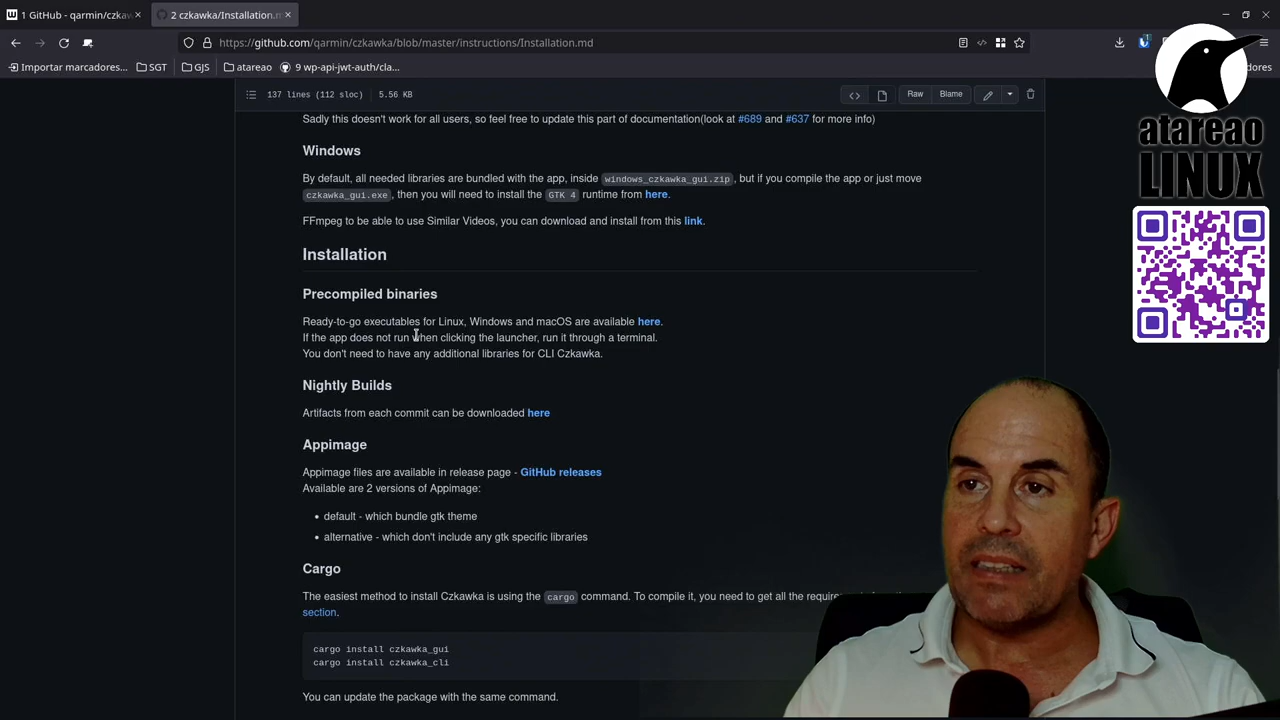 1 GitHub - qarmin/czkaw
2 czkawka/Installation.m
https://github.com/qarmin/czkawka/blob/master/instructions/Installation.md
Importar marcadores...
SGT
GJS
atareao
9 wp-api-jwt-auth/cla...
dores
137 lines (112 sloc)
5.56 KB
Raw
Blame
Sadly this doesn't work for all users, so feel free to update this part of documentation(look at #689 and #637 for more info)
Windows
By default, all needed libraries are bundled with the app, inside windows_czkawka_gui.zip, but if you compile the app or just move
czkawka_gui.exe, then you will need to install the GTK 4 runtime from here.
FFmpeg to be able to use Similar Videos, you can download and install from this link.
Installation
Precompiled binaries
Ready-to-go executables for Linux, Windows and macOS are available here.
If the app does not run when clicking the launcher, run it through a terminal.
You don't need to have any additional libraries for CLI Czkawka.
Nightly Builds
Artifacts from each commit can be downloaded here
Appimage
Appimage files are available in release page - GitHub releases
Available are 2 versions of Appimage:
• default - which bundle gtk theme
• alternative - which don't include any gtk specific libraries
Cargo
The easiest method to install Czkawka is using the cargo command. To compile it, you need to get all the
section.
cargo install czkawka_gui
cargo install czkawka_cli
You can update the package with the same command.
atareao
LINUX